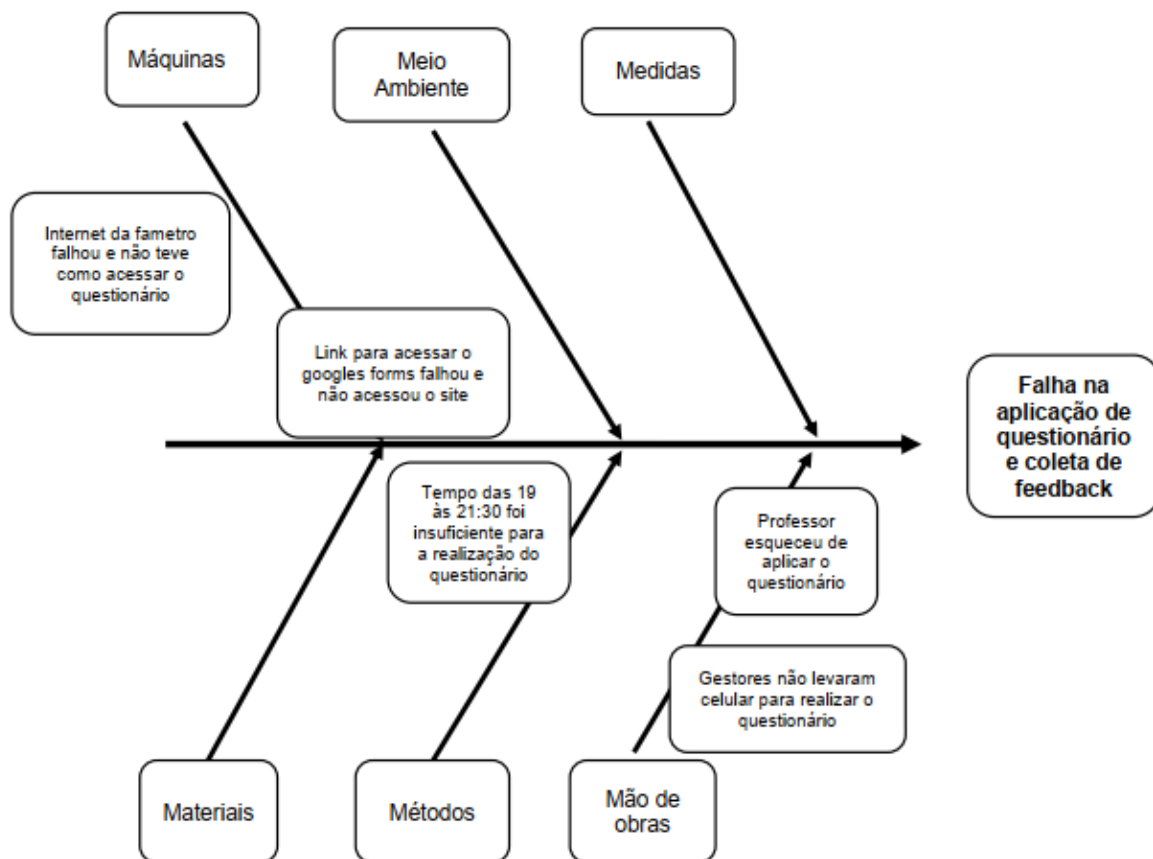 Máquinas
Meio
Ambiente
Medidas
Internet da fametro
falhou e não teve
como acessar o
questionário
Link para acessar o
googles forms falhou e
não acessou o site
Falha na
aplicação de
questionário
e coleta de
feedback
Tempo das 19
às 21:30 foi
insuficiente para
a realização do
questionário
Professor
esqueceu de
aplicar o
questionário
Gestores não levaram
celular para realizar o
questionário
Materiais
Métodos
Mão de
obras